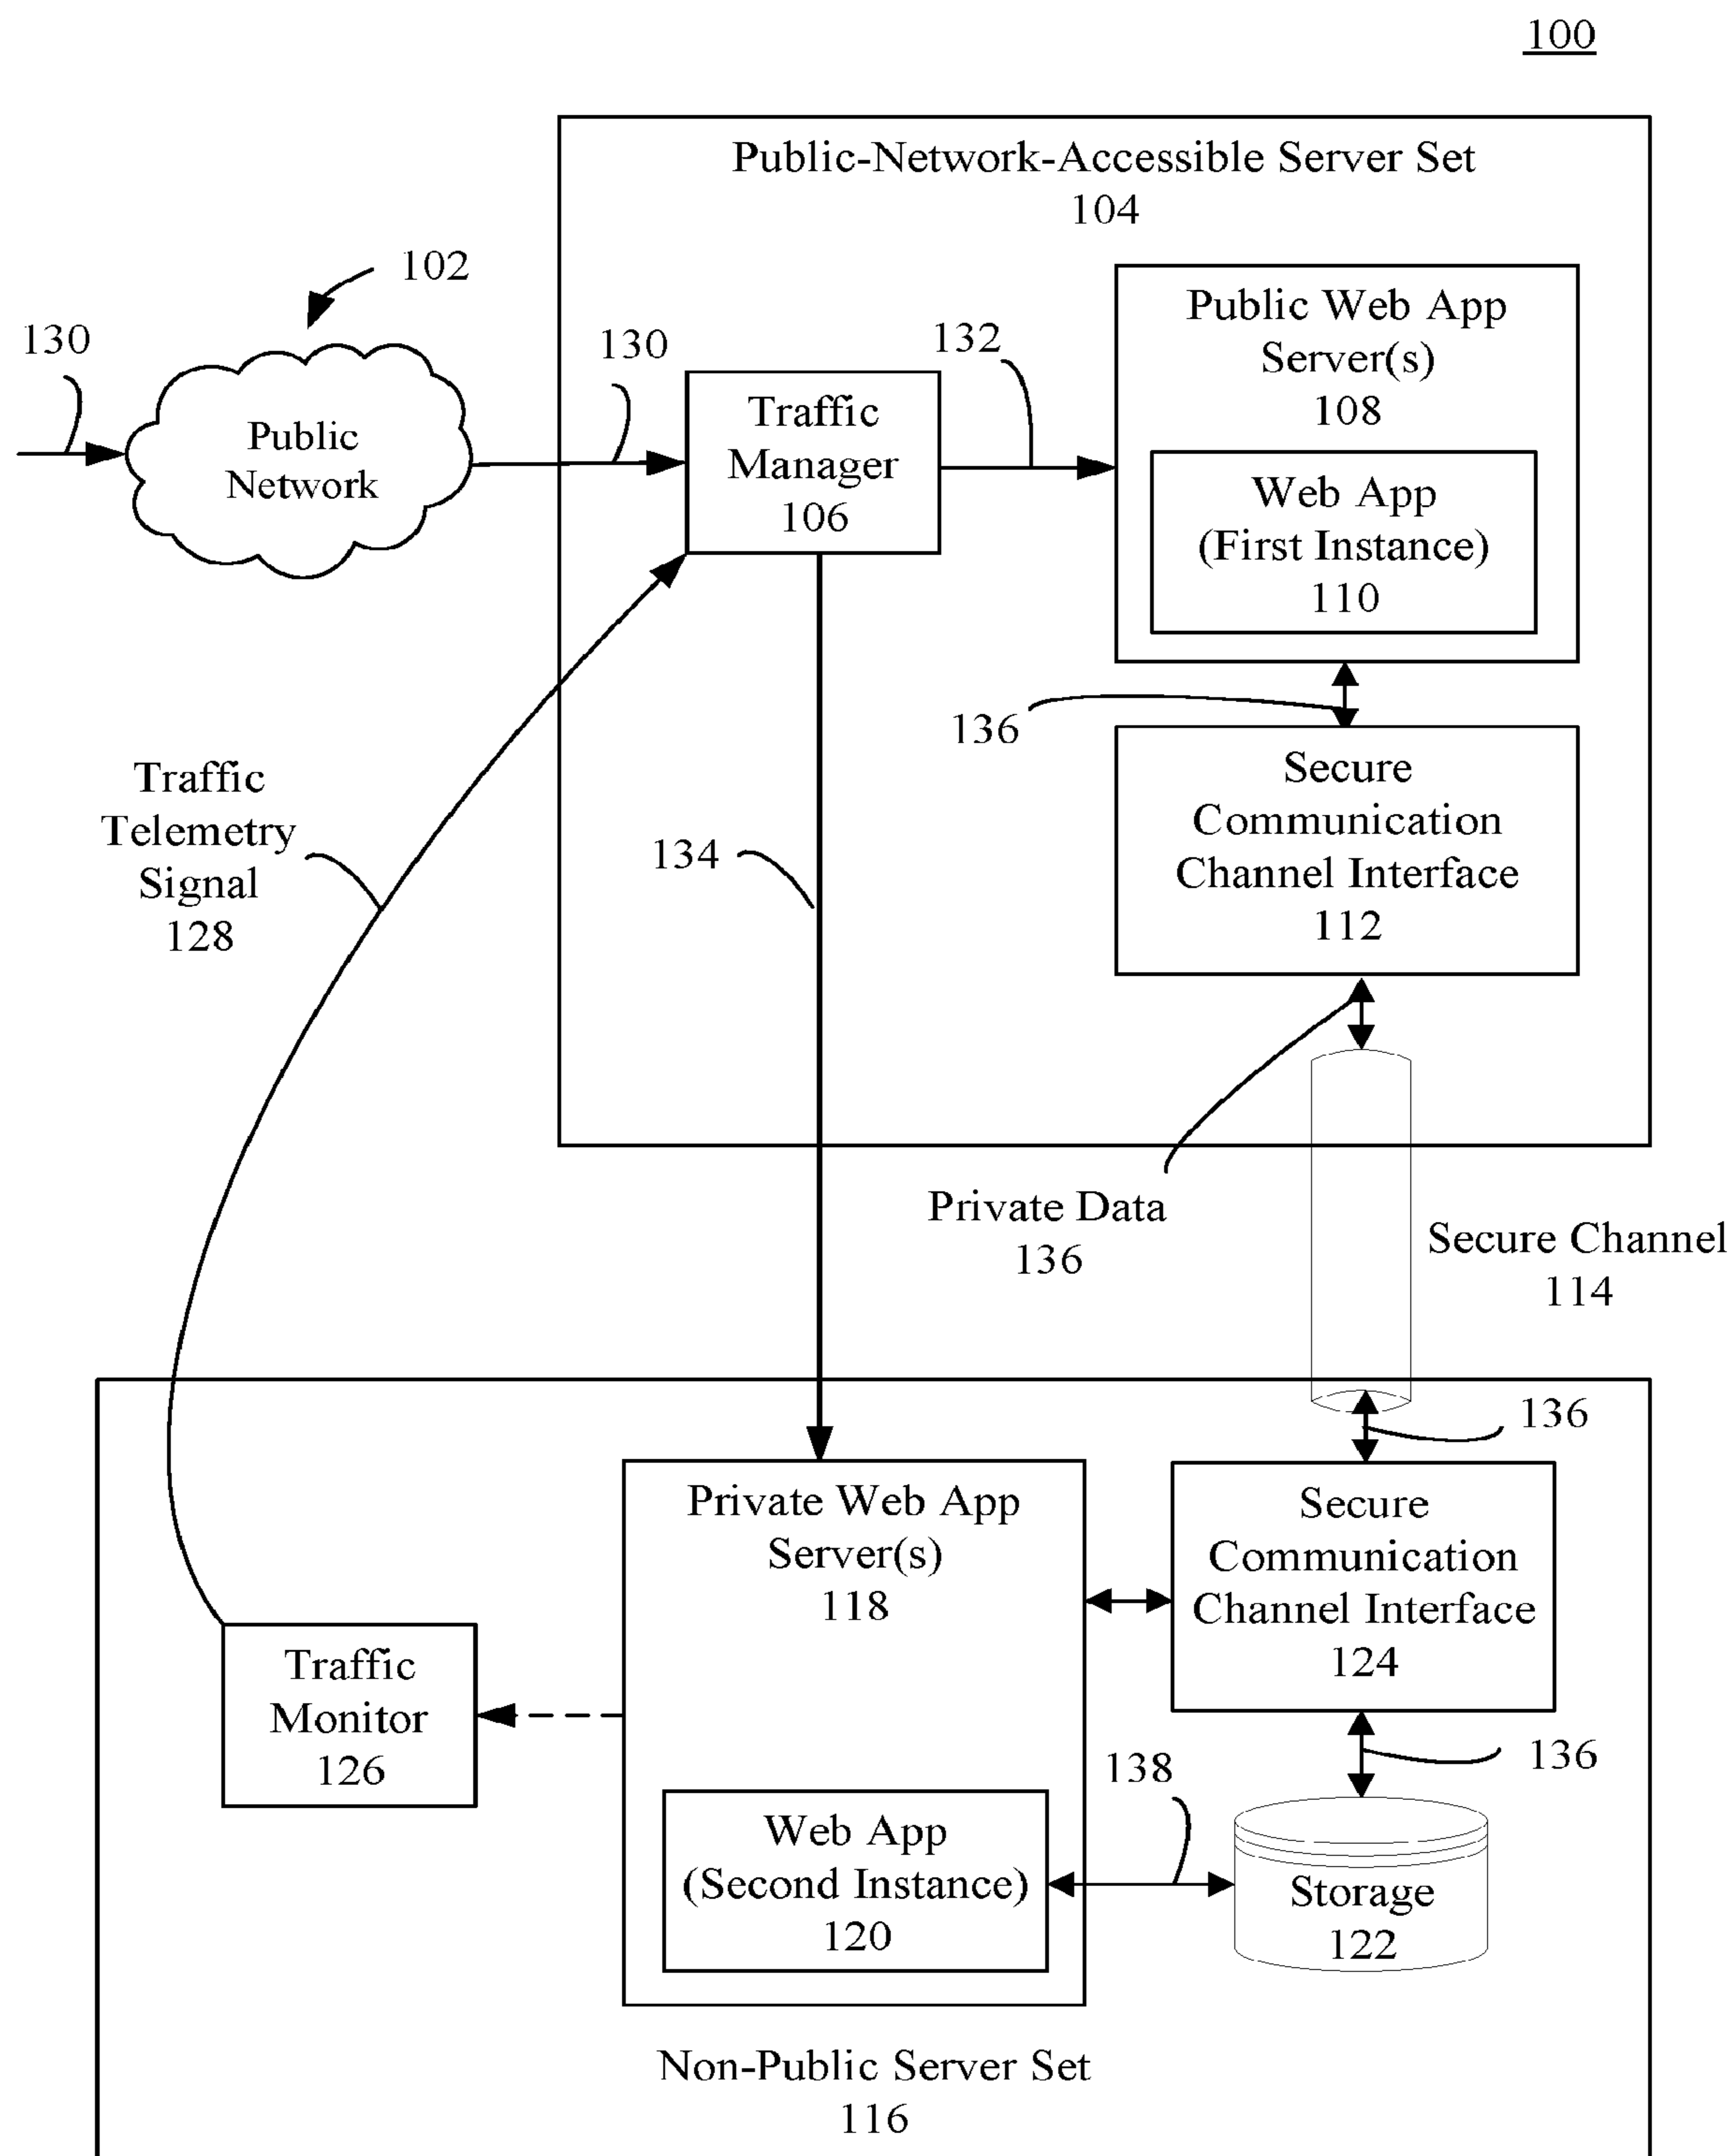 100
Public-Network-Accessible Server Set
104
102
130
Public
Network
130
Traffic
Manager
106
132
Public Web App
Server(s)
108
Web App
(First Instance)
110
136
Secure
Communication
Channel Interface
112
Traffic
Telemetry
Signal
128
134
Private Data
136
Secure Channel
114
136
Private Web App
Server(s)
118
Secure
Communication
Channel Interface
124
Traffic
Monitor
126
136
138
Web App
(Second Instance)
120
Storage
122
Non-Public Server Set
116